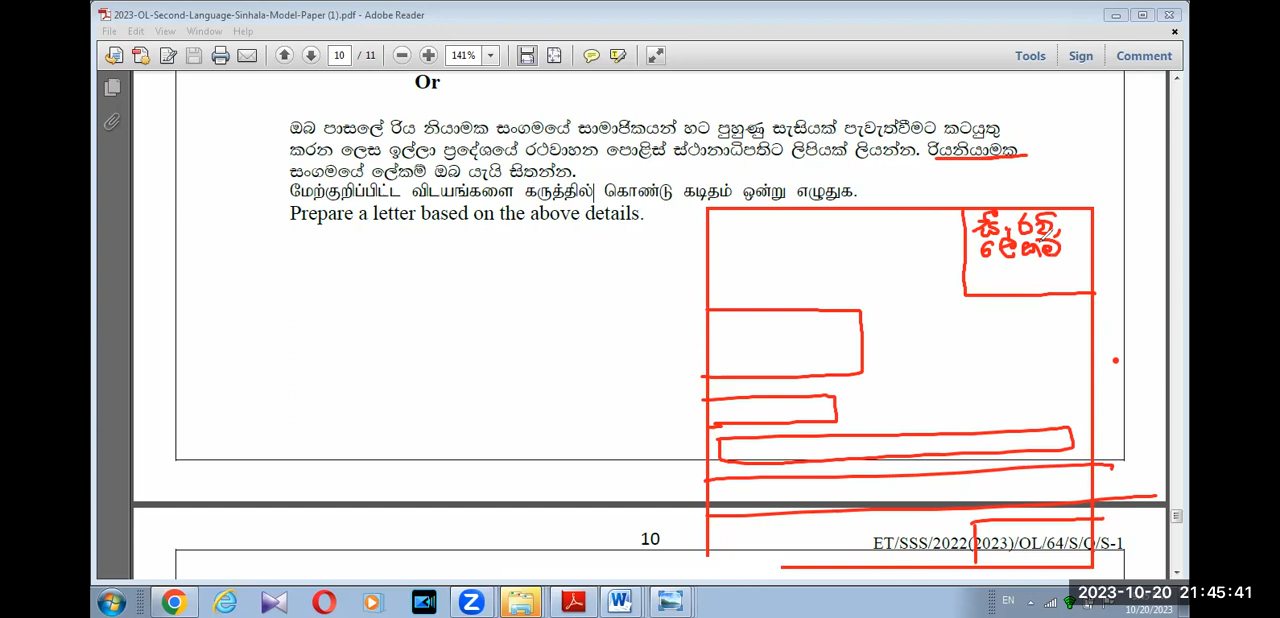 2023-OL-Second-Language-Sinhala-Model-Paper (1).pdf - Adobe Reader
File Edit View Window Help
10 / 11 141% Tools Sign Comment
Or
ඔබ පාසලේ රිය නියාමක සංගමයේ සාමාජිකයන් හට පුහුණු සැසියක් පැවැත්වීමට කටයුතු
කරන ලෙස ඉල්ලා ප්‍රදේශයේ රථවාහන පොලිස් ස්ථානාධිපතිට ලිපියක් ලියන්න. රියනියාමක
සංගමයේ ලේකම් ඔබ යැයි සිතන්න.
மேற்குறிப்பிட்ட விடயங்களை கருத்தில் கொண்டு கடிதம் ஒன்று எழுதுக.
Prepare a letter based on the above details.
සී. රවි,
ලේකම්
10
ET/SSS/2022(2023)/OL/64/S/Q/S-1
EN
2023-10-20 21:45:41
10/20/2023